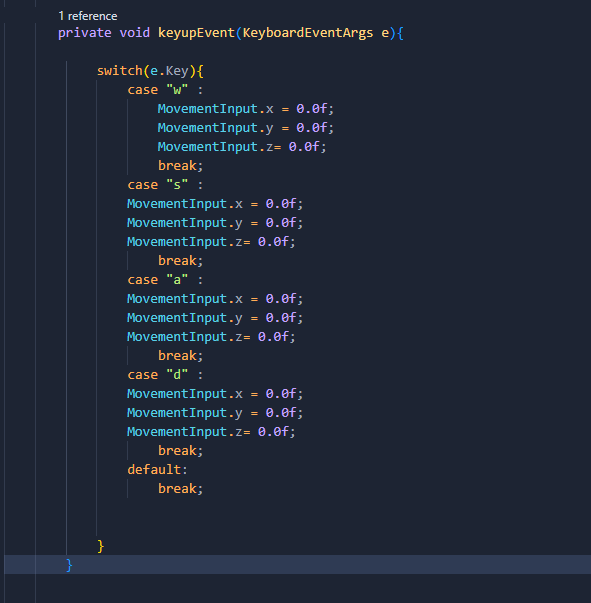 1 reference
private void keyupEvent(KeyboardEventArgs e){
switch(e.Key){
case "w" :
MovementInput.x = 0.0f;
MovementInput.y = 0.0f;
MovementInput.z= 0.0f;
break;
case "s" :
MovementInput.x = 0.0f;
MovementInput.y = 0.0f;
MovementInput.z= 0.0f;
break;
case "a" :
MovementInput.x = 0.0f;
MovementInput.y = 0.0f;
MovementInput.z= 0.0f;
break;
case "d" :
MovementInput.x = 0.0f;
MovementInput.y = 0.0f;
MovementInput.z= 0.0f;
break;
default:
break;
}
}